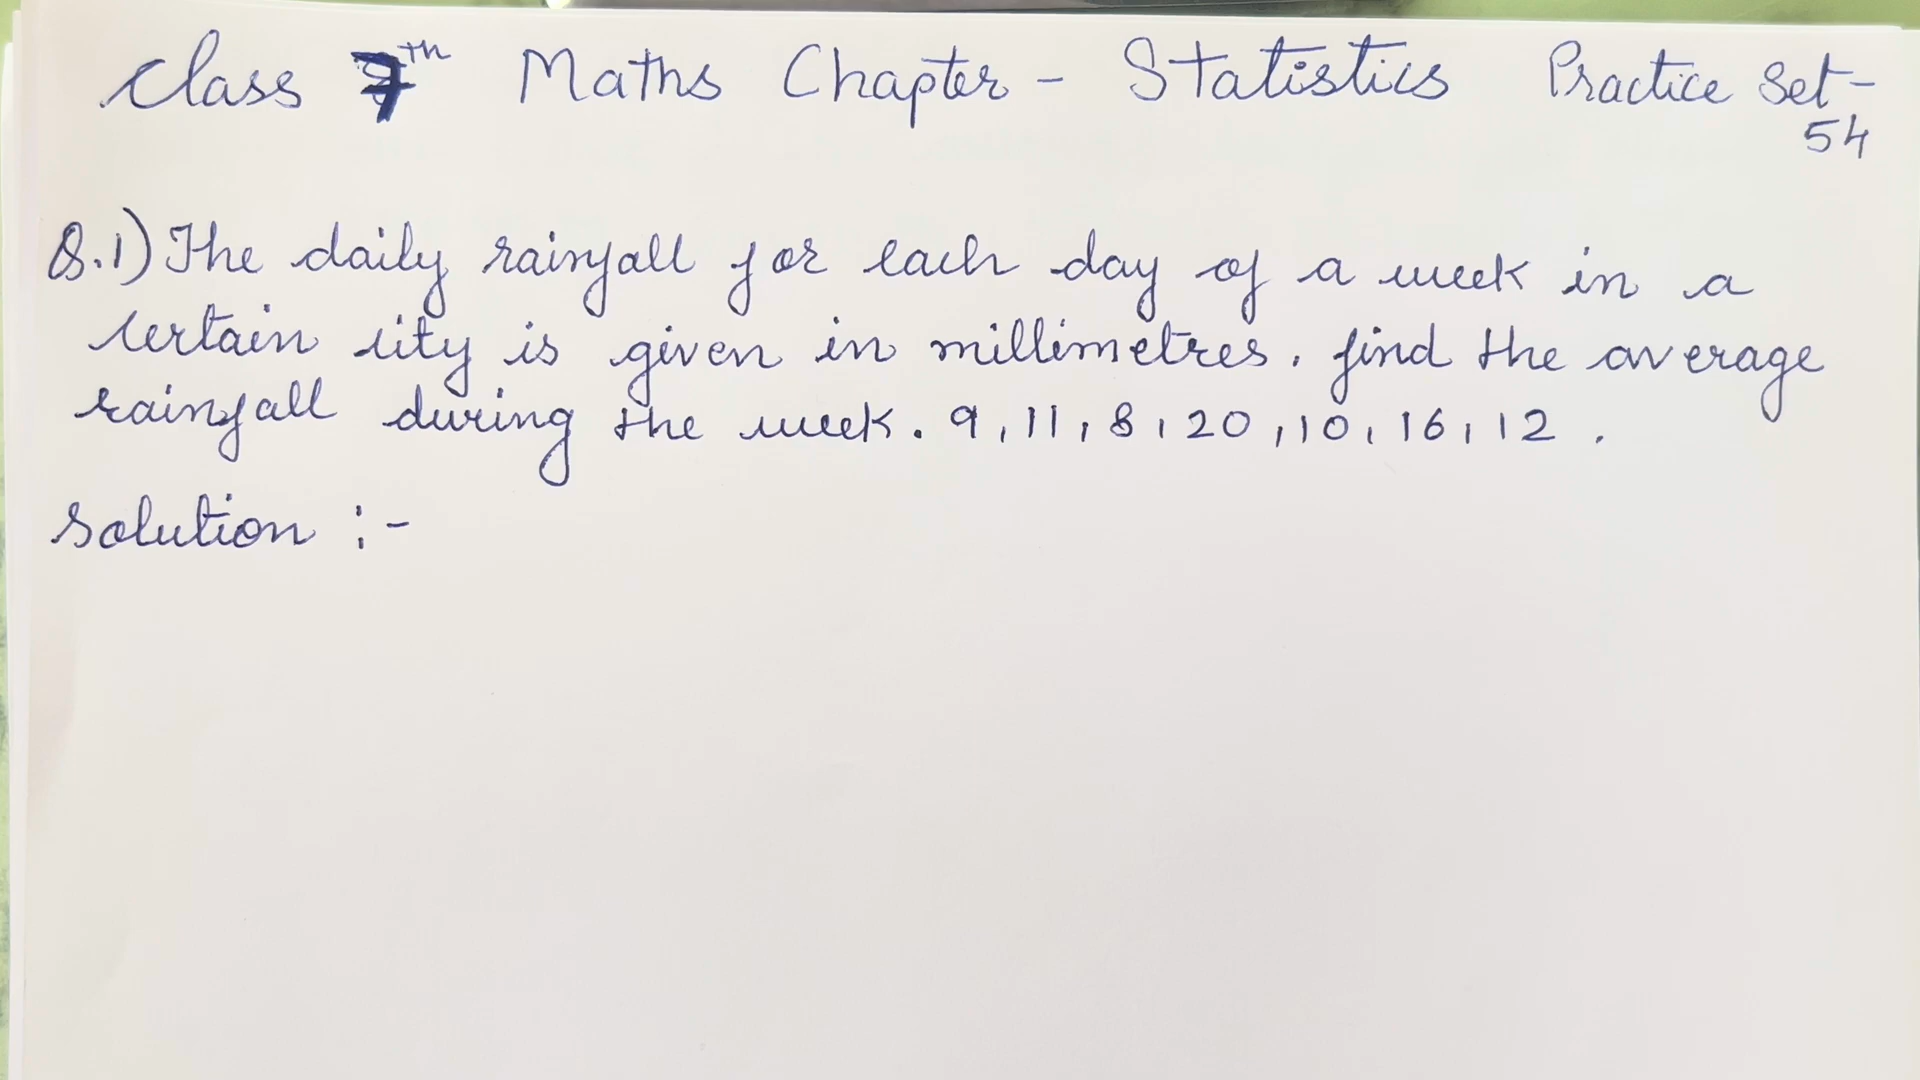 Class 7th Maths Chapter - Statistics Practice Set-
54
Q.1) The daily rainfall for each day of a week in a
certain city is given in millimetres. find the average
rainfall during the week. 9, 11, 8, 20, 10, 16, 12.
Solution :-